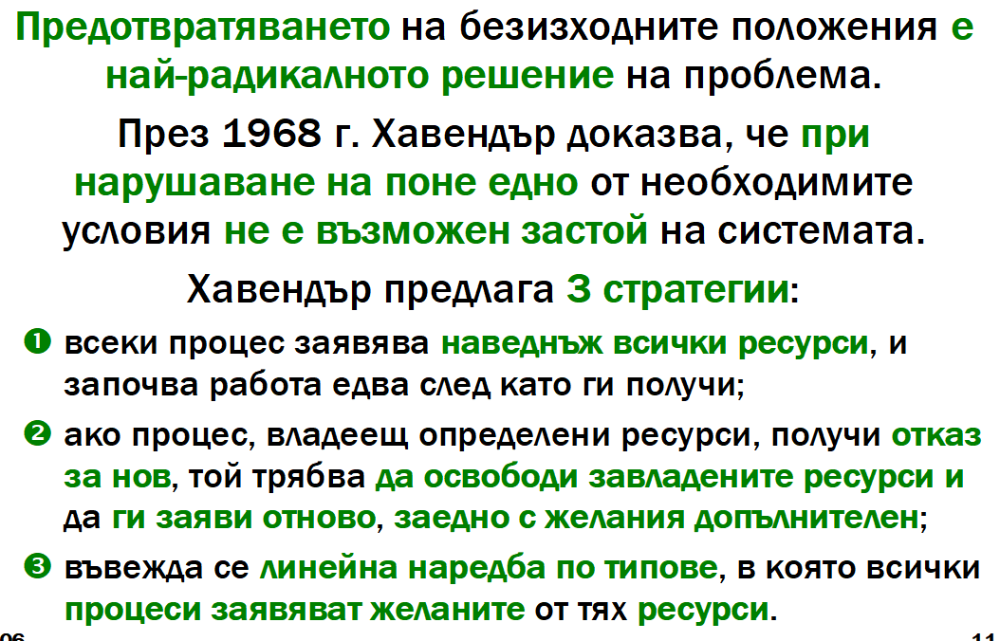 Предотвратяването на безизходните положения е
най-радикалното решение на проблема.
През 1968 г. Хавендър доказва, че при
нарушаване на поне едно от необходимите
условия не е възможен застой на системата.
Хавендър предлага 3 стратегии:
❶ всеки процес заявява наведнъж всички ресурси, и
започва работа едва след като ги получи;
❷ ако процес, владеещ определени ресурси, получи отказ
за нов, той трябва да освободи завладените ресурси и
да ги заяви отново, заедно с желания допълнителен;
❸ въвежда се линейна наредба по типове, в която всички
процеси заявяват желаните от тях ресурси.